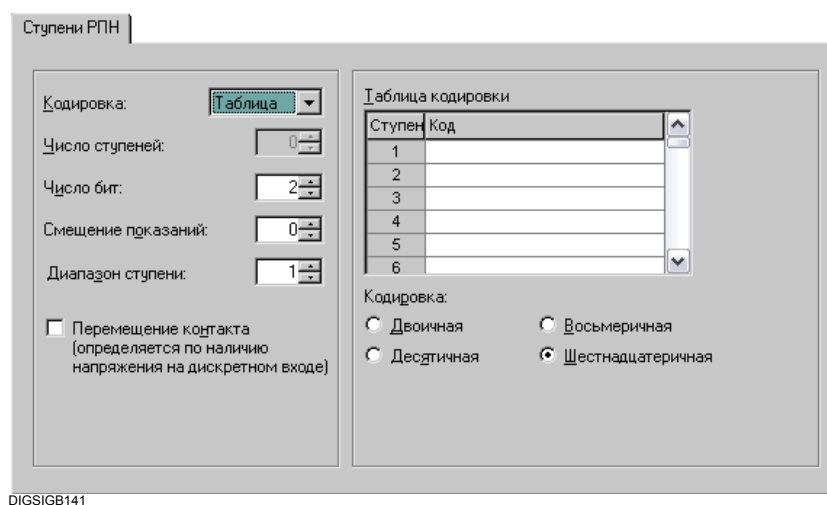 Ступени РПН
Кодировка:
Таблица
Число ступеней:
0
Число бит:
2
Смещение показаний:
0
Диапазон ступени:
1
Перемещение контакта
(определяется по наличию
напряжения на дискретном входе)
Таблица кодировки
Ступен Код
1
2
3
4
5
6
Кодировка:
Двоичная
Восьмеричная
Десятичная
Шестнадцатеричная
DIGSIGB141